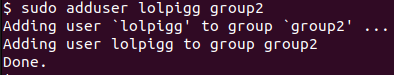 $ sudo adduser lolpigg group2
Adding user `lolpigg' to group `group2' ...
Adding user lolpigg to group group2
Done.